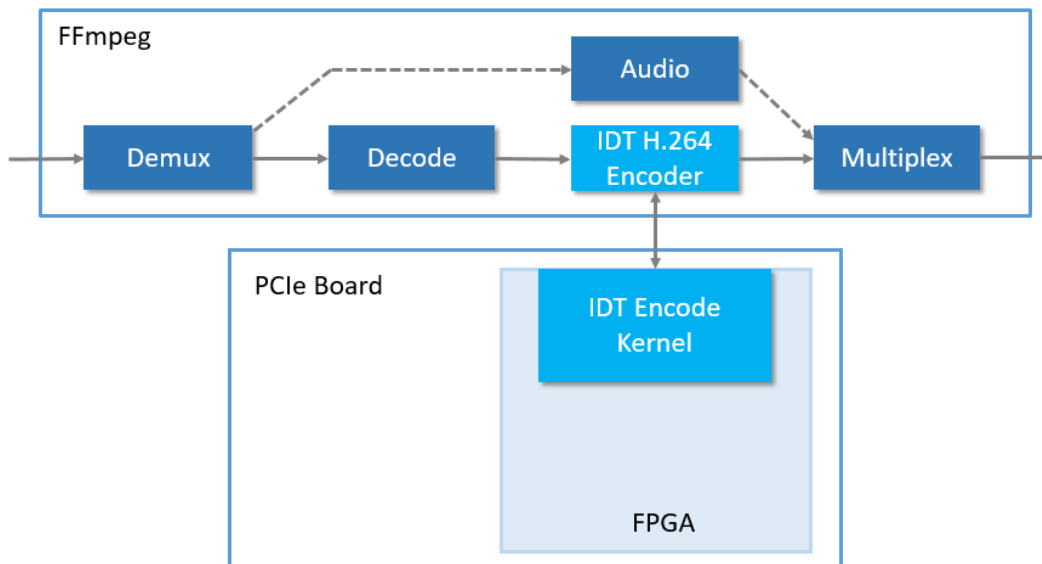 FFmpeg
Audio
Demux
Decode
IDT H.264
Encoder
Multiplex
PCIe Board
IDT Encode
Kernel
FPGA